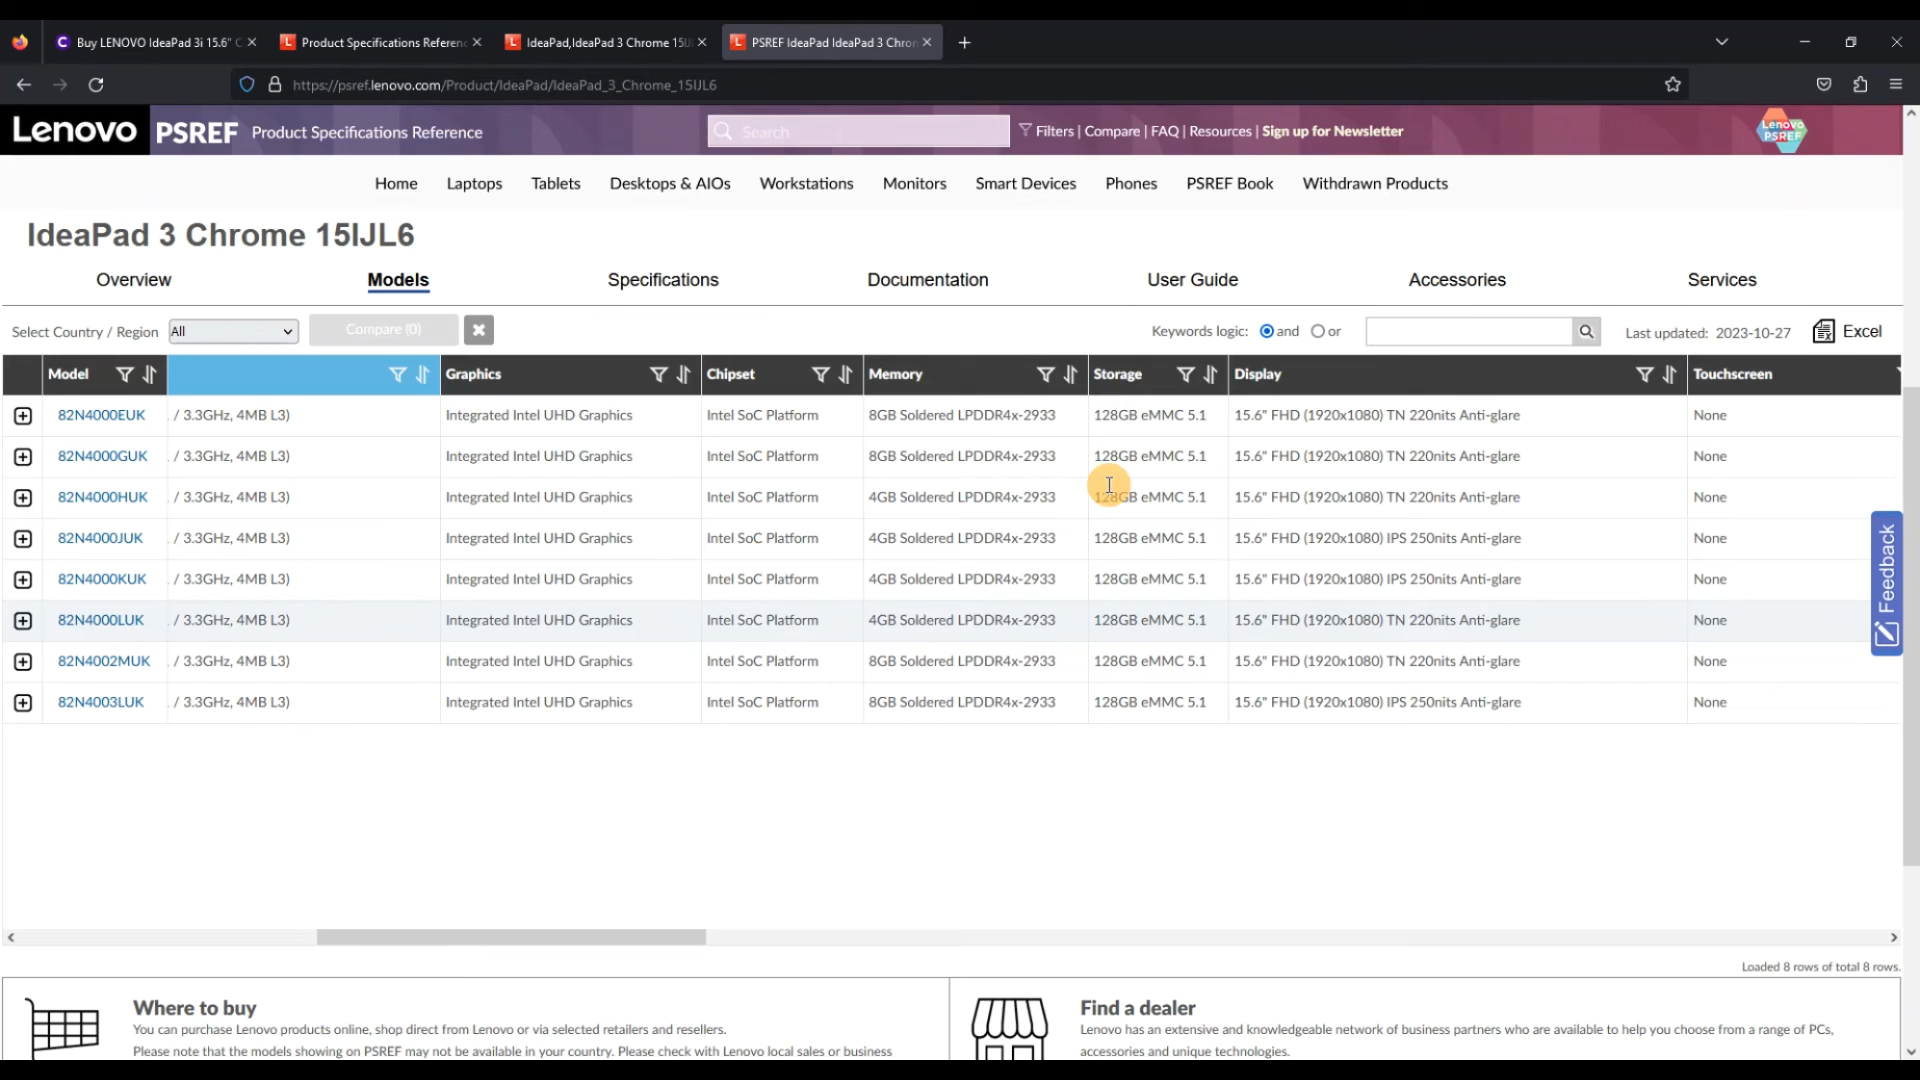 Buy LENOVO IdeaPad 3i 15.6" C
Product Specifications Referenc
IdeaPad,IdeaPad 3 Chrome 15IJ
PSREF IdeaPad IdeaPad 3 Chron
https://psref.lenovo.com/Product/IdeaPad/IdeaPad_3_Chrome_15IJL6
Lenovo PSREF Product Specifications Reference
Search
Filters | Compare | FAQ | Resources | Sign up for Newsletter
Lenovo
PSREF
Home Laptops Tablets Desktops & AIOs Workstations Monitors Smart Devices Phones PSREF Book Withdrawn Products
IdeaPad 3 Chrome 15IJL6
Overview Models Specifications Documentation User Guide Accessories Services
Select Country / Region All Compare (0) Keywords logic: and or Last updated: 2023-10-27 Excel
Model Graphics Chipset Memory Storage Display Touchscreen
82N4000EUK / 3.3GHz, 4MB L3) Integrated Intel UHD Graphics Intel SoC Platform 8GB Soldered LPDDR4x-2933 128GB eMMC 5.1 15.6" FHD (1920x1080) TN 220nits Anti-glare None
82N4000GUK / 3.3GHz, 4MB L3) Integrated Intel UHD Graphics Intel SoC Platform 8GB Soldered LPDDR4x-2933 128GB eMMC 5.1 15.6" FHD (1920x1080) TN 220nits Anti-glare None
82N4000HUK / 3.3GHz, 4MB L3) Integrated Intel UHD Graphics Intel SoC Platform 4GB Soldered LPDDR4x-2933 128GB eMMC 5.1 15.6" FHD (1920x1080) TN 220nits Anti-glare None
82N4000JUK / 3.3GHz, 4MB L3) Integrated Intel UHD Graphics Intel SoC Platform 4GB Soldered LPDDR4x-2933 128GB eMMC 5.1 15.6" FHD (1920x1080) IPS 250nits Anti-glare None
82N4000KUK / 3.3GHz, 4MB L3) Integrated Intel UHD Graphics Intel SoC Platform 4GB Soldered LPDDR4x-2933 128GB eMMC 5.1 15.6" FHD (1920x1080) IPS 250nits Anti-glare None
82N4000LUK / 3.3GHz, 4MB L3) Integrated Intel UHD Graphics Intel SoC Platform 4GB Soldered LPDDR4x-2933 128GB eMMC 5.1 15.6" FHD (1920x1080) TN 220nits Anti-glare None
82N4002MUK / 3.3GHz, 4MB L3) Integrated Intel UHD Graphics Intel SoC Platform 8GB Soldered LPDDR4x-2933 128GB eMMC 5.1 15.6" FHD (1920x1080) TN 220nits Anti-glare None
82N4003LUK / 3.3GHz, 4MB L3) Integrated Intel UHD Graphics Intel SoC Platform 8GB Soldered LPDDR4x-2933 128GB eMMC 5.1 15.6" FHD (1920x1080) IPS 250nits Anti-glare None
Feedback
Loaded 8 rows of total 8 rows.
Where to buy
You can purchase Lenovo products online, shop direct from Lenovo or via selected retailers and resellers.
Please note that the models showing on PSREF may not be available in your country. Please check with Lenovo local sales or business
Find a dealer
Lenovo has an extensive and knowledgeable network of business partners who are available to help you choose from a range of PCs,
accessories and unique technologies.